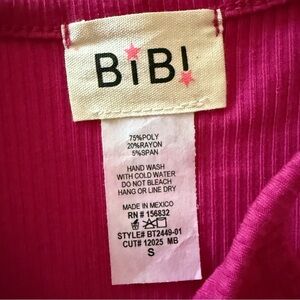 BiBi
75%POLY
20%RAYON
5%SPAN
HAND WASH
WITH COLD WATER
DO NOT BLEACH
HANG OR LINE DRY
MADE IN MEXICO
RN # 156832
STYLE# BT2449-01
CUT# 12025 MB
S